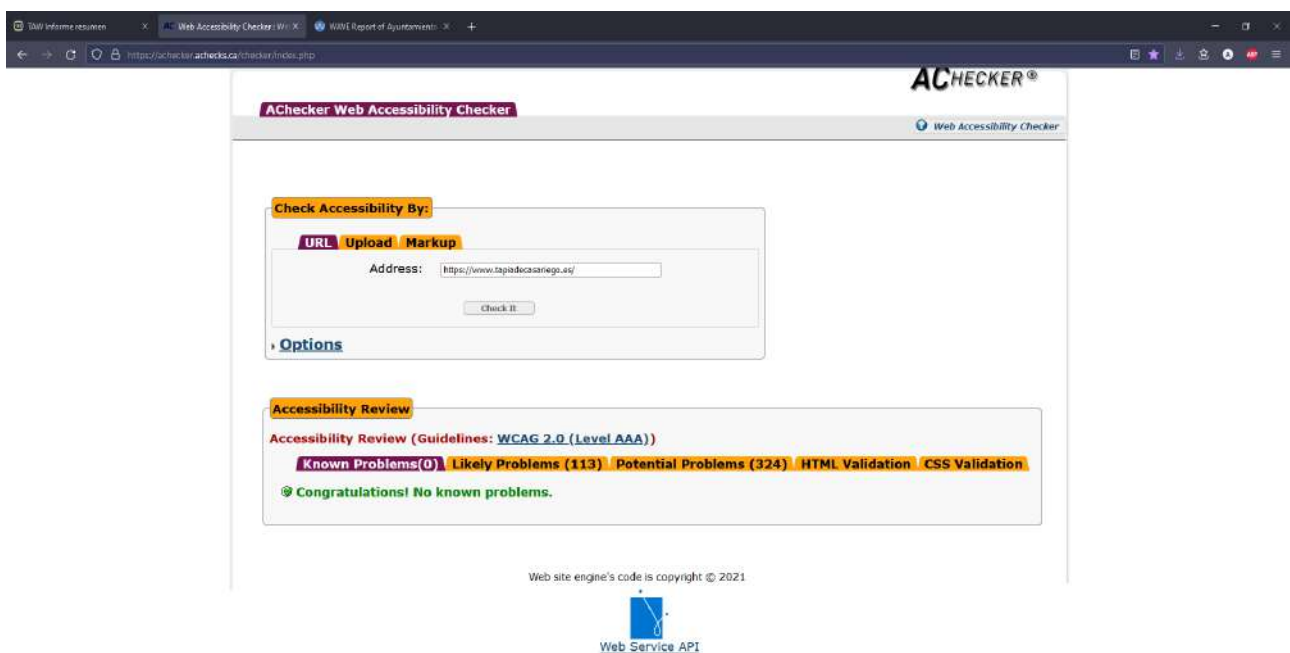 TAW Informe resumen
Web Accessibility Checker : W
WAVE Report of Ayuntamiento
https://achecker.achecks.ca/checker/index.php
ACHECKER®
AChecker Web Accessibility Checker
Web Accessibility Checker
Check Accessibility By:
URL Upload Markup
Address: https://www.tapiadecasariego.es/
Check It
Options
Accessibility Review
Accessibility Review (Guidelines: WCAG 2.0 (Level AAA))
Known Problems(0) Likely Problems (113) Potential Problems (324) HTML Validation CSS Validation
Congratulations! No known problems.
Web site engine's code is copyright © 2021
Web Service API